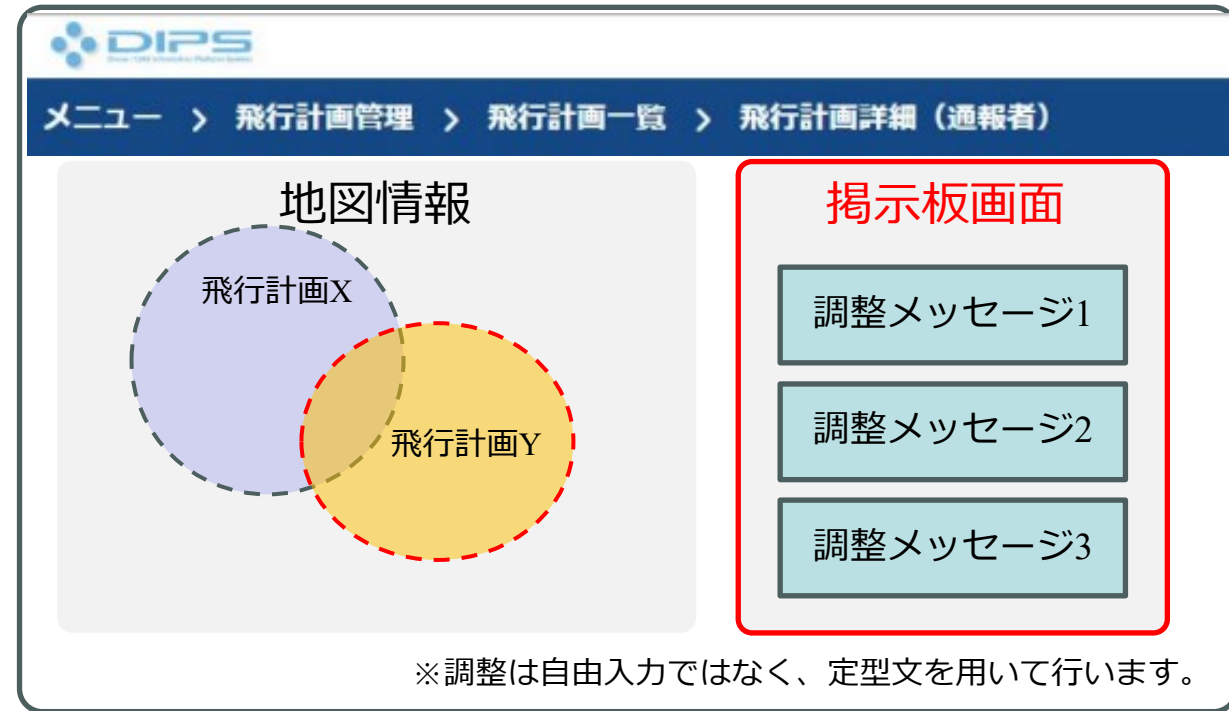 DIPS
メニュー > 飛行計画管理 > 飛行計画一覧 > 飛行計画詳細（通報者）
地図情報
飛行計画X
飛行計画Y
掲示板画面
調整メッセージ1
調整メッセージ2
調整メッセージ3
※調整は自由入力ではなく、定型文を用いて行います。